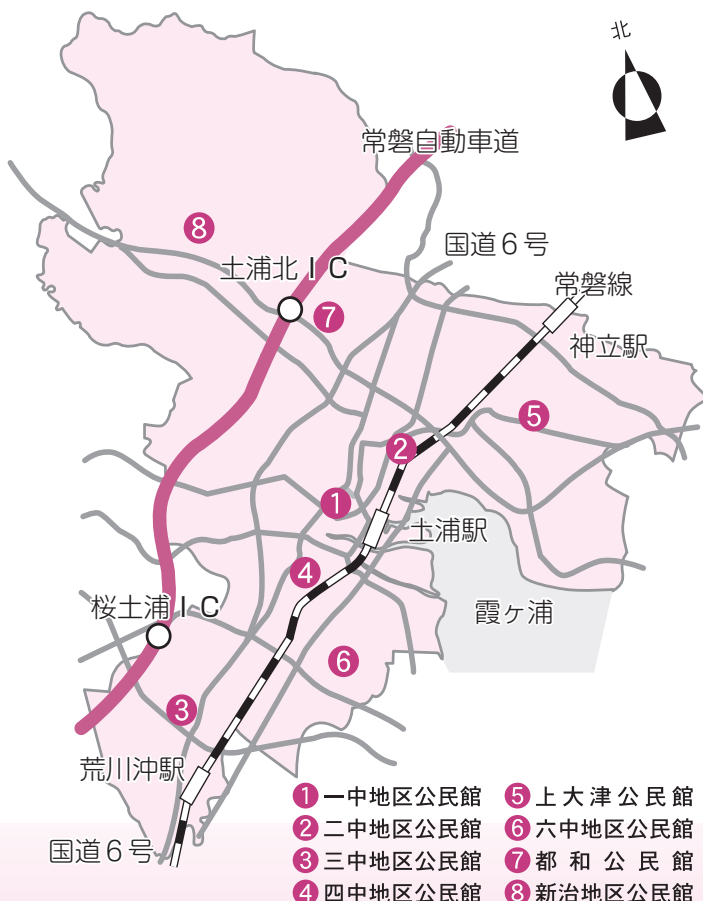 北
常磐自動車道
国道6号
8
土浦北IC
常磐線
7
神立駅
5
2
1
土浦駅
4
桜土浦IC
霞ヶ浦
6
3
荒川沖駅
国道6号
1 一中地区公民館
2 二中地区公民館
3 三中地区公民館
4 四中地区公民館
5 上大津公民館
6 六中地区公民館
7 都和公民館
8 新治地区公民館